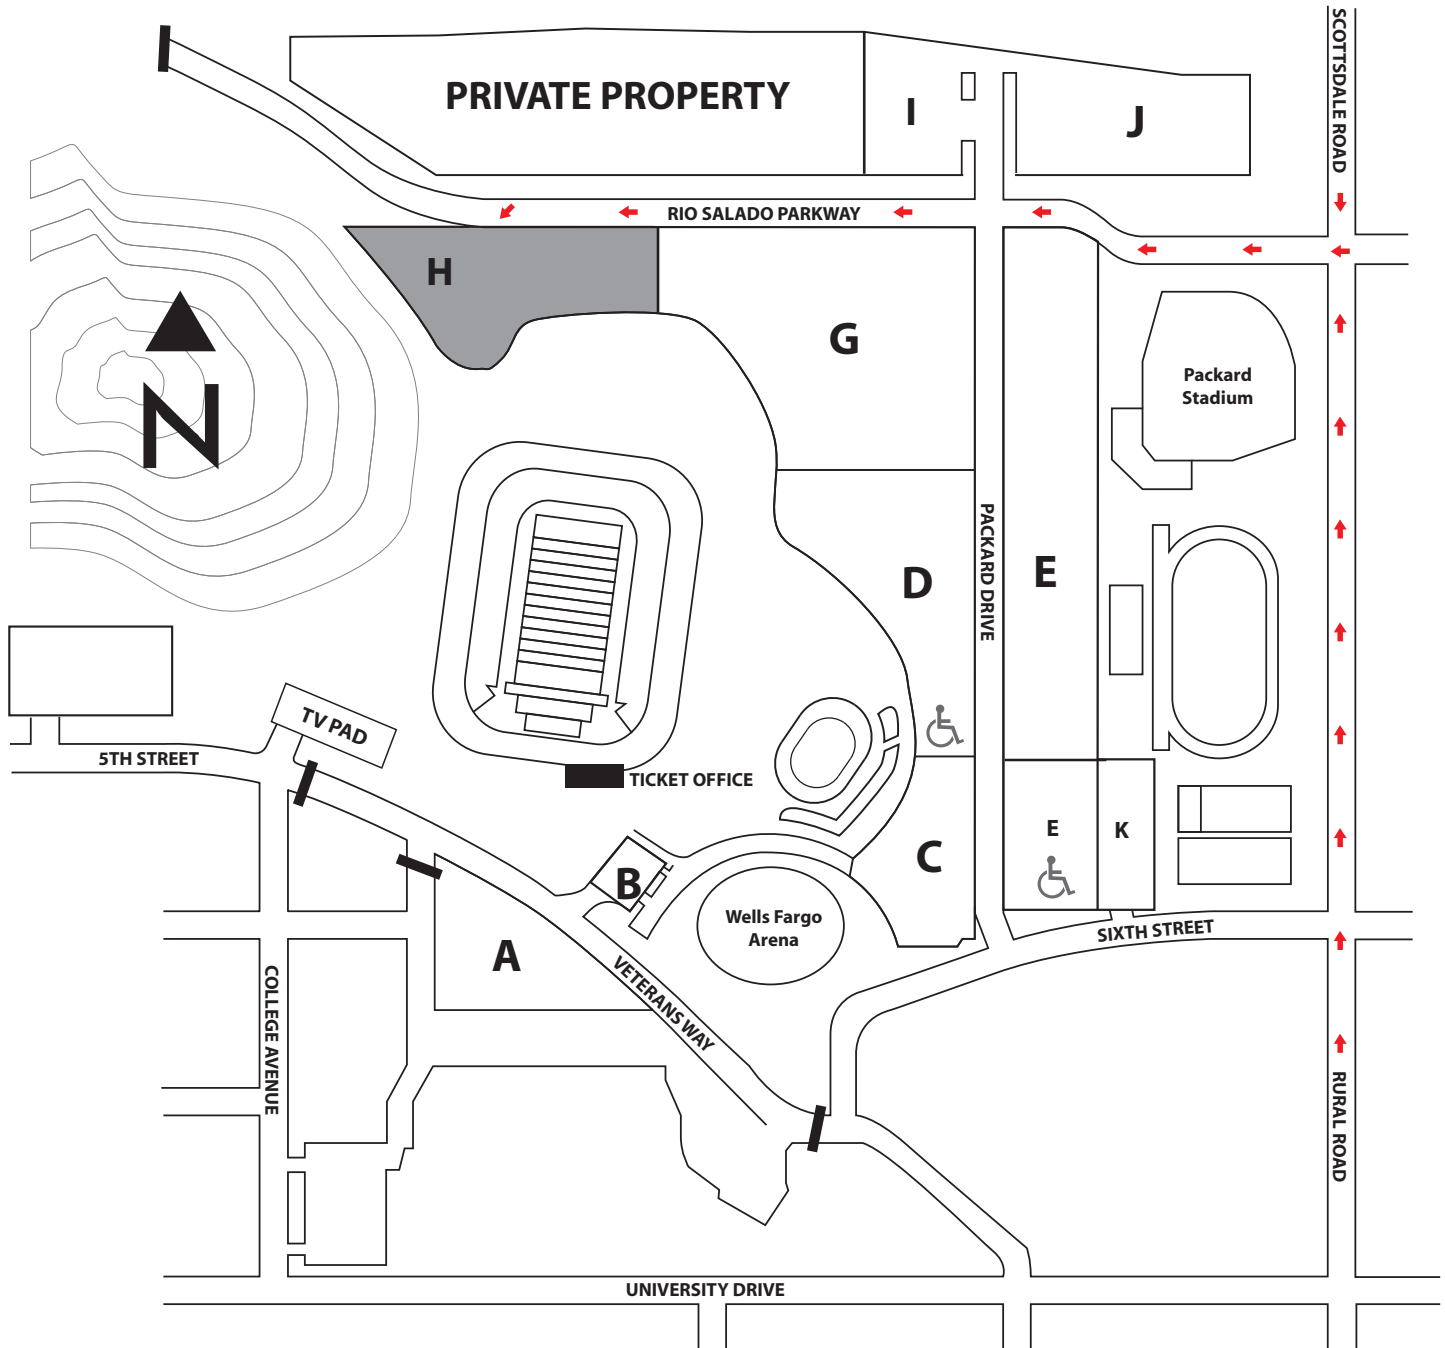 SCOTTSDALE ROAD
PRIVATE PROPERTY
I
J
RIO SALADO PARKWAY
H
G
Packard
Stadium
N
PACKARD DRIVE
D
E
TV PAD
5TH STREET
TICKET OFFICE
E
K
C
B
Wells Fargo
Arena
SIXTH STREET
A
VETERANS WAY
COLLEGE AVENUE
RURAL ROAD
UNIVERSITY DRIVE